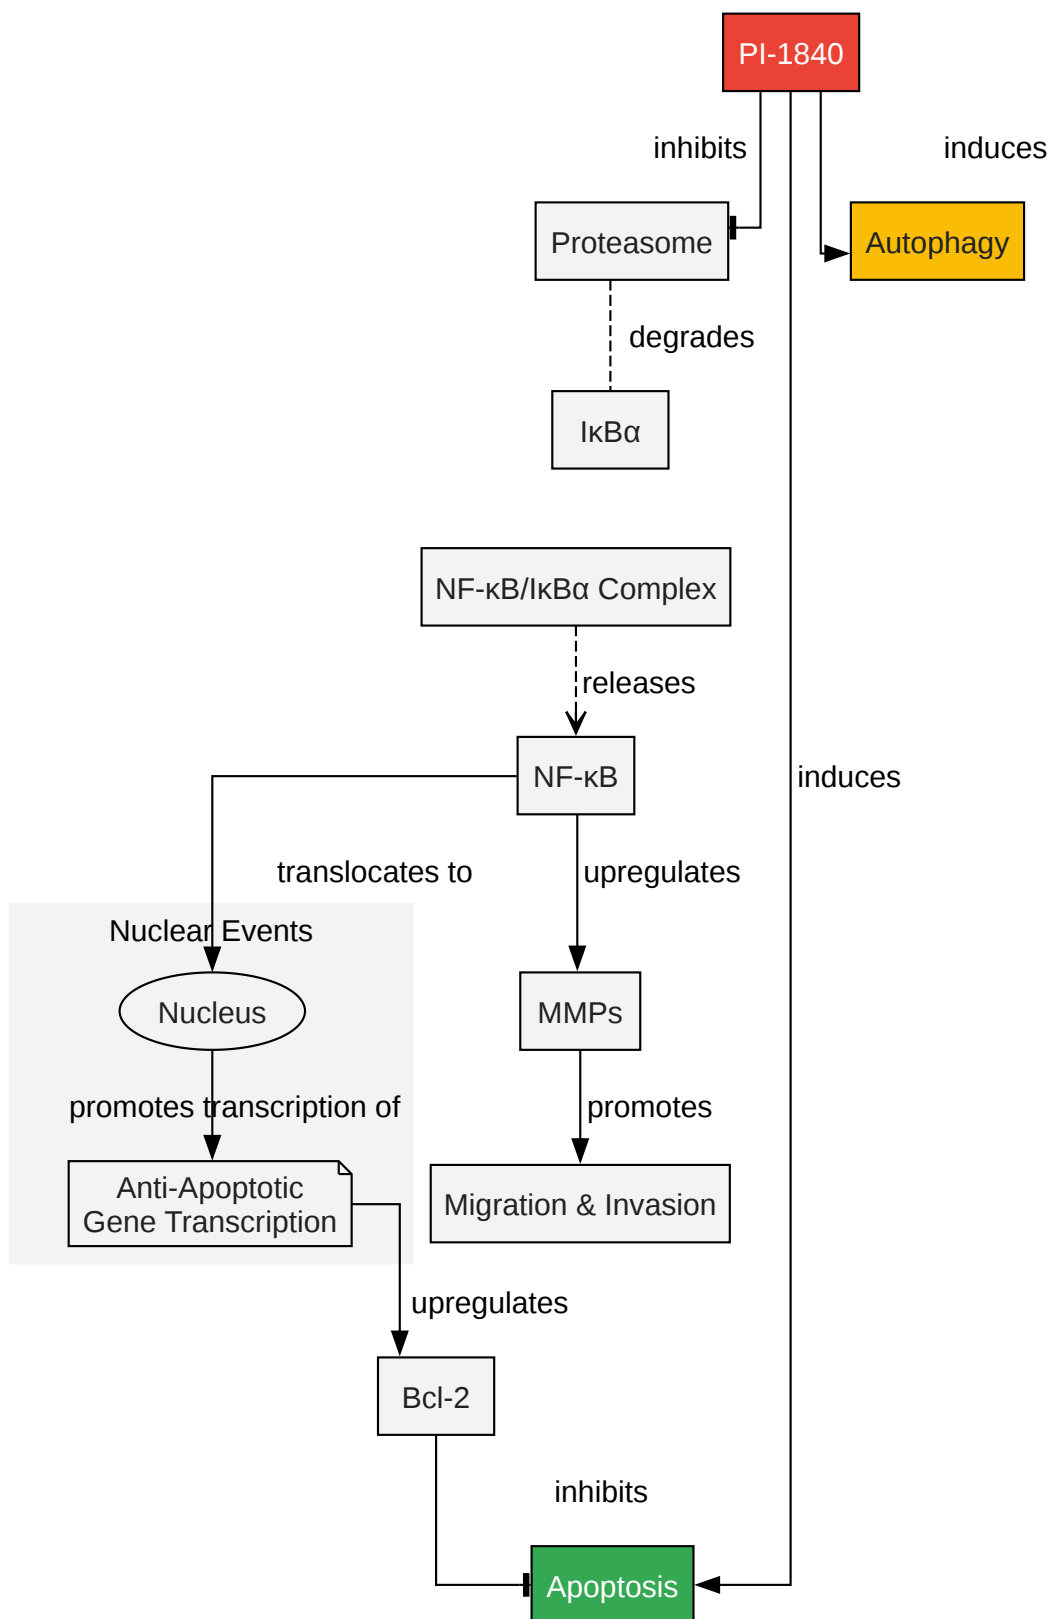 PI-1840
inhibits
induces
Proteasome
Autophagy
degrades
IκBα
NF-κB/IκBα Complex
releases
NF-κB
induces
translocates to
upregulates
Nuclear Events
Nucleus
MMPs
promotes transcription of
promotes
Anti-Apoptotic
Gene Transcription
Migration & Invasion
upregulates
Bcl-2
inhibits
Apoptosis